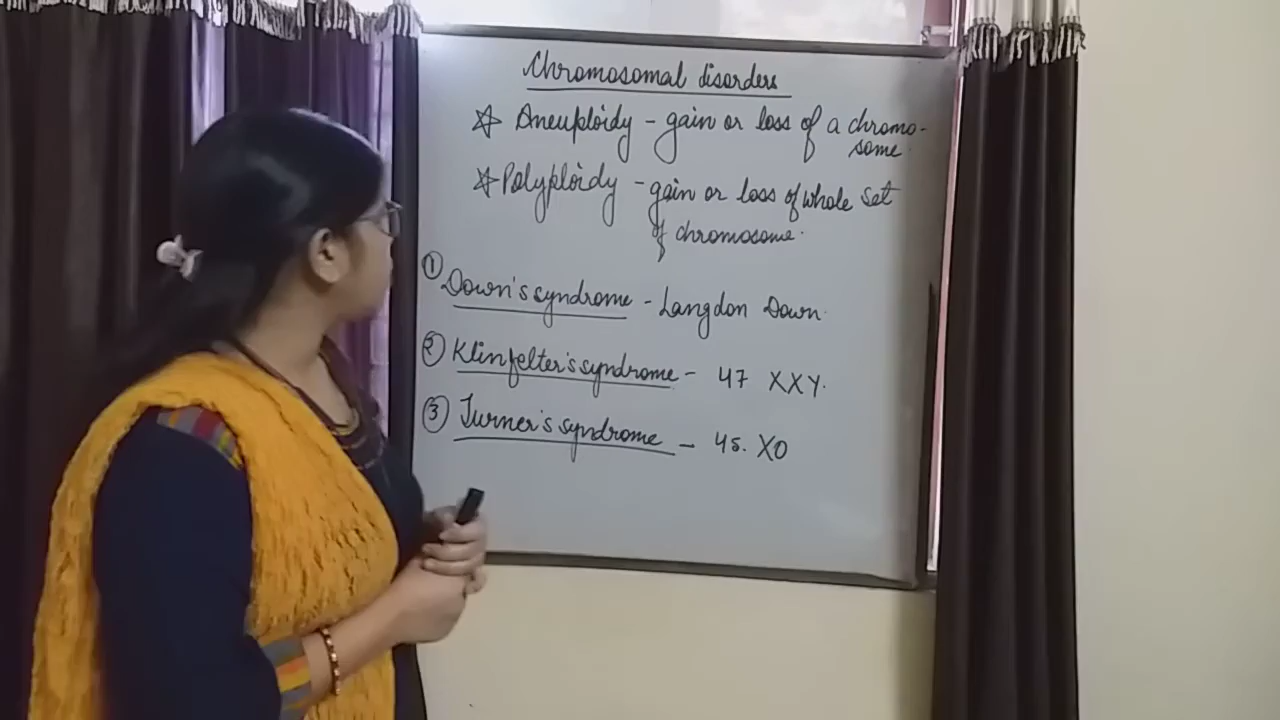 Chromosomal disorders
☆ Aneuploidy - gain or loss of a chromo-
some.
☆ Polyploidy - gain or loss of whole set
of chromosome.
① Down's syndrome - Langdon Down.
② Klinfelter's syndrome - 47 XXY.
③ Turner's syndrome - 45. XO